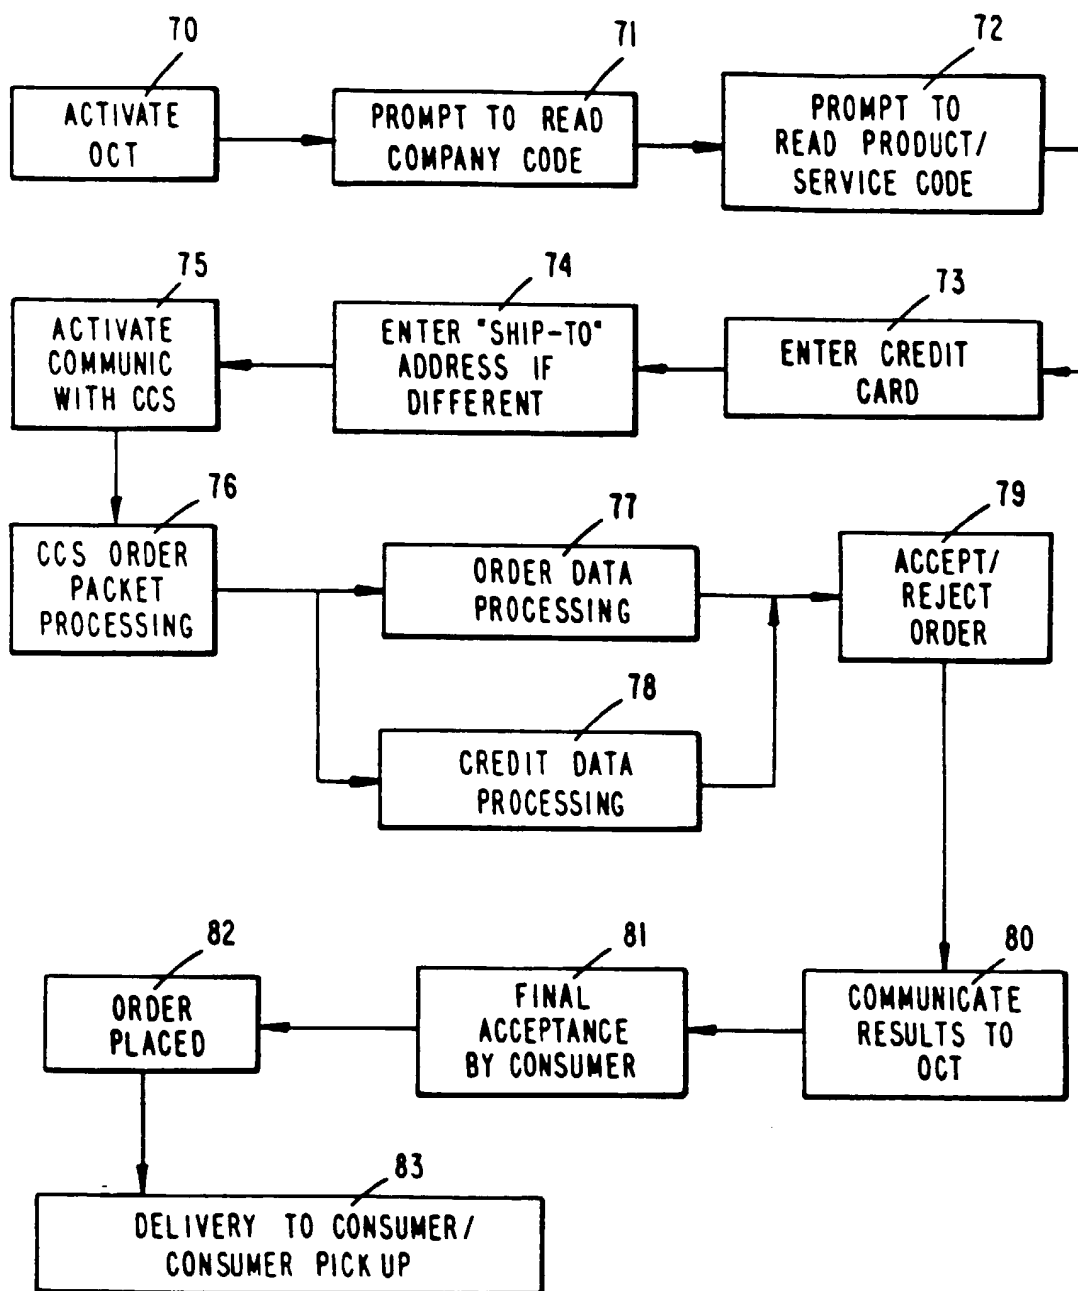 70
ACTIVATE
OCT
71
PROMPT TO READ
COMPANY CODE
72
PROMPT TO
READ PRODUCT/
SERVICE CODE
75
ACTIVATE
COMMUNIC
WITH CCS
74
ENTER "SHIP-TO"
ADDRESS IF
DIFFERENT
73
ENTER CREDIT
CARD
76
CCS ORDER
PACKET
PROCESSING
77
ORDER DATA
PROCESSING
79
ACCEPT/
REJECT
ORDER
78
CREDIT DATA
PROCESSING
82
ORDER
PLACED
81
FINAL
ACCEPTANCE
BY CONSUMER
80
COMMUNICATE
RESULTS TO
OCT
83
DELIVERY TO CONSUMER/
CONSUMER PICK UP